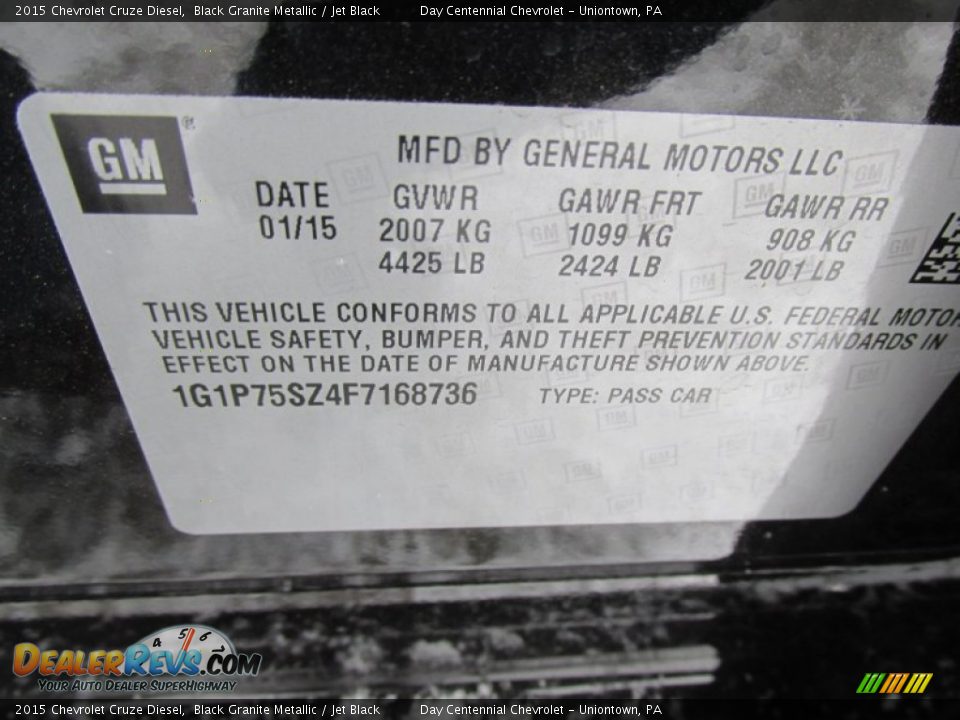 2015 Chevrolet Cruze Diesel, Black Granite Metallic / Jet Black Day Centennial Chevrolet - Uniontown, PA
GM ®
MFD BY GENERAL MOTORS LLC
DATE GVWR GAWR FRT GAWR RR
01/15 2007 KG 1099 KG 908 KG
4425 LB 2424 LB 2001 LB
THIS VEHICLE CONFORMS TO ALL APPLICABLE U.S. FEDERAL MOTOR
VEHICLE SAFETY, BUMPER, AND THEFT PREVENTION STANDARDS IN
EFFECT ON THE DATE OF MANUFACTURE SHOWN ABOVE.
1G1P75SZ4F7168736 TYPE: PASS CAR
4 5 6
DEALERREVS.COM
YOUR AUTO DEALER SUPERHIGHWAY
2015 Chevrolet Cruze Diesel, Black Granite Metallic / Jet Black Day Centennial Chevrolet - Uniontown, PA